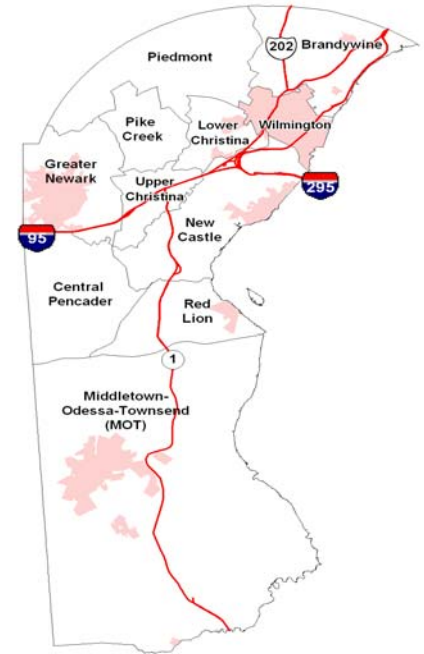 202
Brandywine
Piedmont
Pike
Creek
Lower
Christina
Wilmington
Greater
Newark
Upper
Christina
295
New
Castle
95
Central
Pencader
Red
Lion
1
Middletown-
Odessa-Townsend
(MOT)